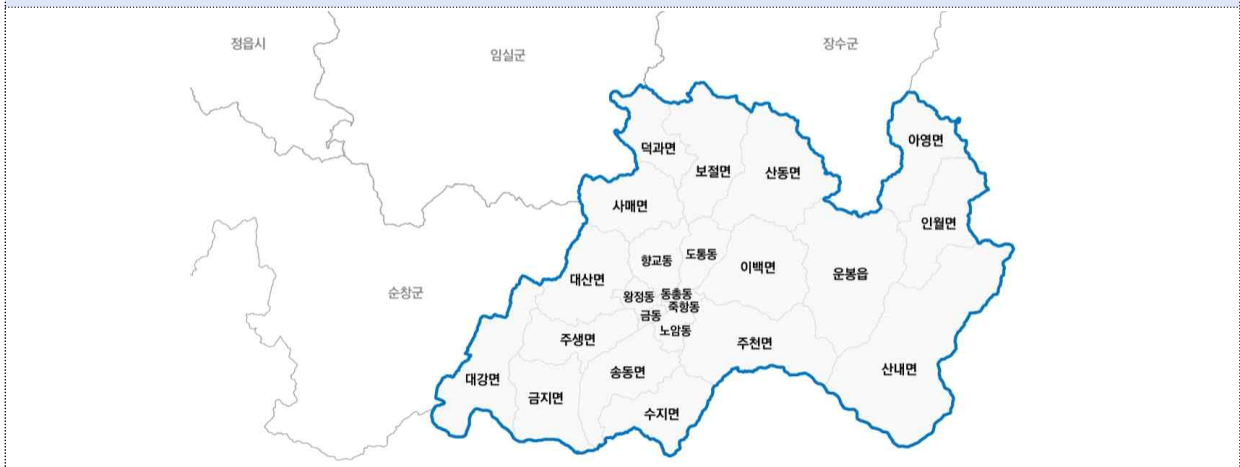 정읍시
임실군
장수군
아영면
덕과면
보절면
산동면
사매면
인월면
향교동
도통동
이백면
운봉읍
대산면
순창군
왕정동
동충동
죽항동
금동
노암동
주생면
주천면
송동면
산내면
대강면
금지면
수지면